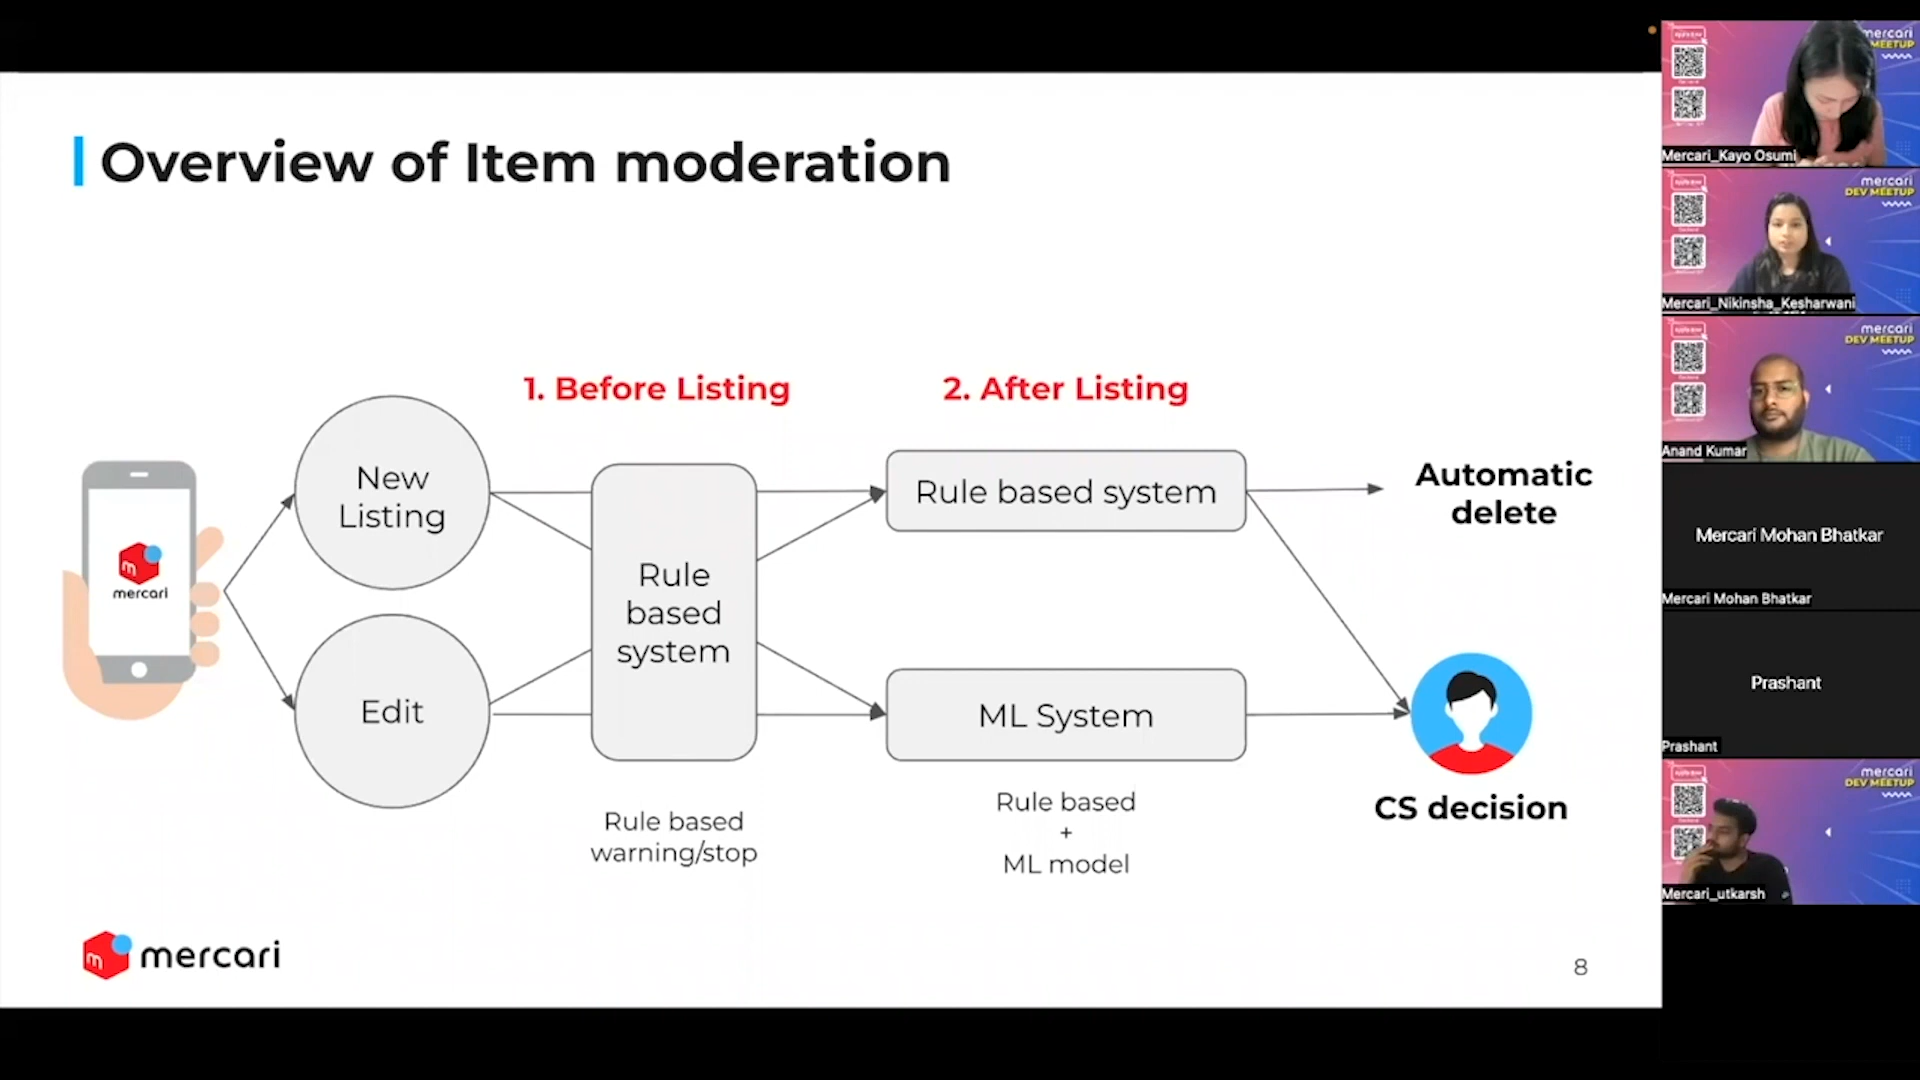 Overview of Item moderation
1. Before Listing
2. After Listing
mercari
New
Listing
Edit
Rule
based
system
Rule based
warning/stop
Rule based system
ML System
Rule based
+
ML model
Automatic
delete
CS decision
mercari
8
mercari
MEETUP
Mercari_Kayo Osumi
mercari
DEV MEETUP
Mercari_Nikinsha_Kesharwani
mercari
DEV MEETUP
Anand Kumar
Mercari Mohan Bhatkar
Mercari Mohan Bhatkar
Prashant
Prashant
mercari
DEV MEETUP
Mercari_utkarsh